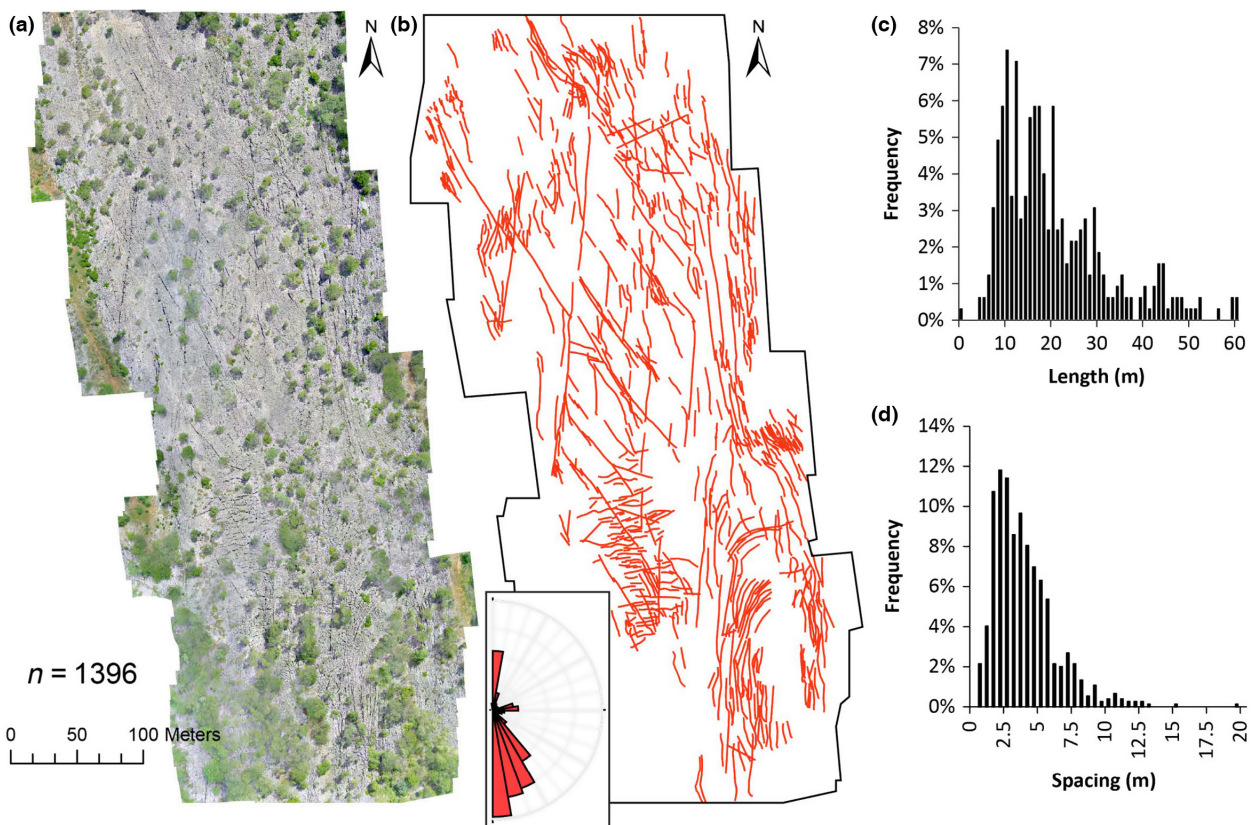 (a)
N
n = 1396
0 50 100 Meters
(b)
N
(c)
8%
7%
6%
5%
4%
3%
2%
1%
0%
Frequency
0 10 20 30 40 50 60
Length (m)
(d)
14%
12%
10%
8%
6%
4%
2%
0%
Frequency
0 2.5 5 7.5 10 12.5 15 17.5 20
Spacing (m)